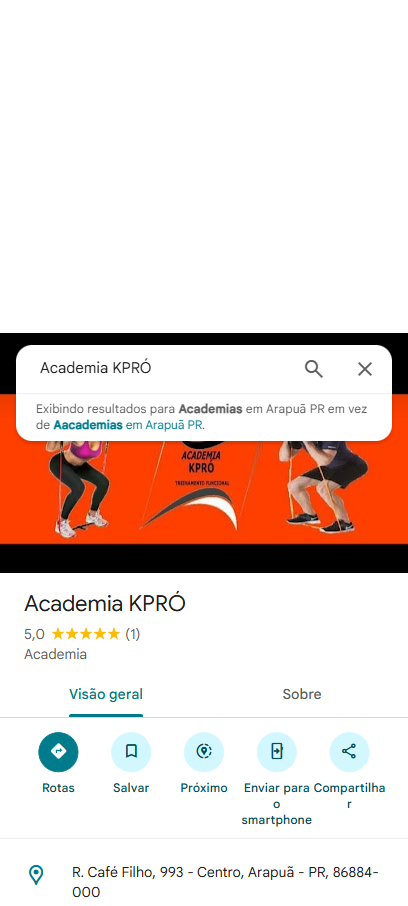 Academia KPRÓ
Exibindo resultados para Academias em Arapuã PR em vez
de Aacademias em Arapuã PR.
ACADEMIA
KPRÓ
TREINAMENTO FUNCIONAL
Academia KPRÓ
5,0 ★★★★★ (1)
Academia
Visão geral
Sobre
Rotas
Salvar
Próximo
Enviar para
o
smartphone
Compartilha
r
R. Café Filho, 993 - Centro, Arapuã - PR, 86884-
000